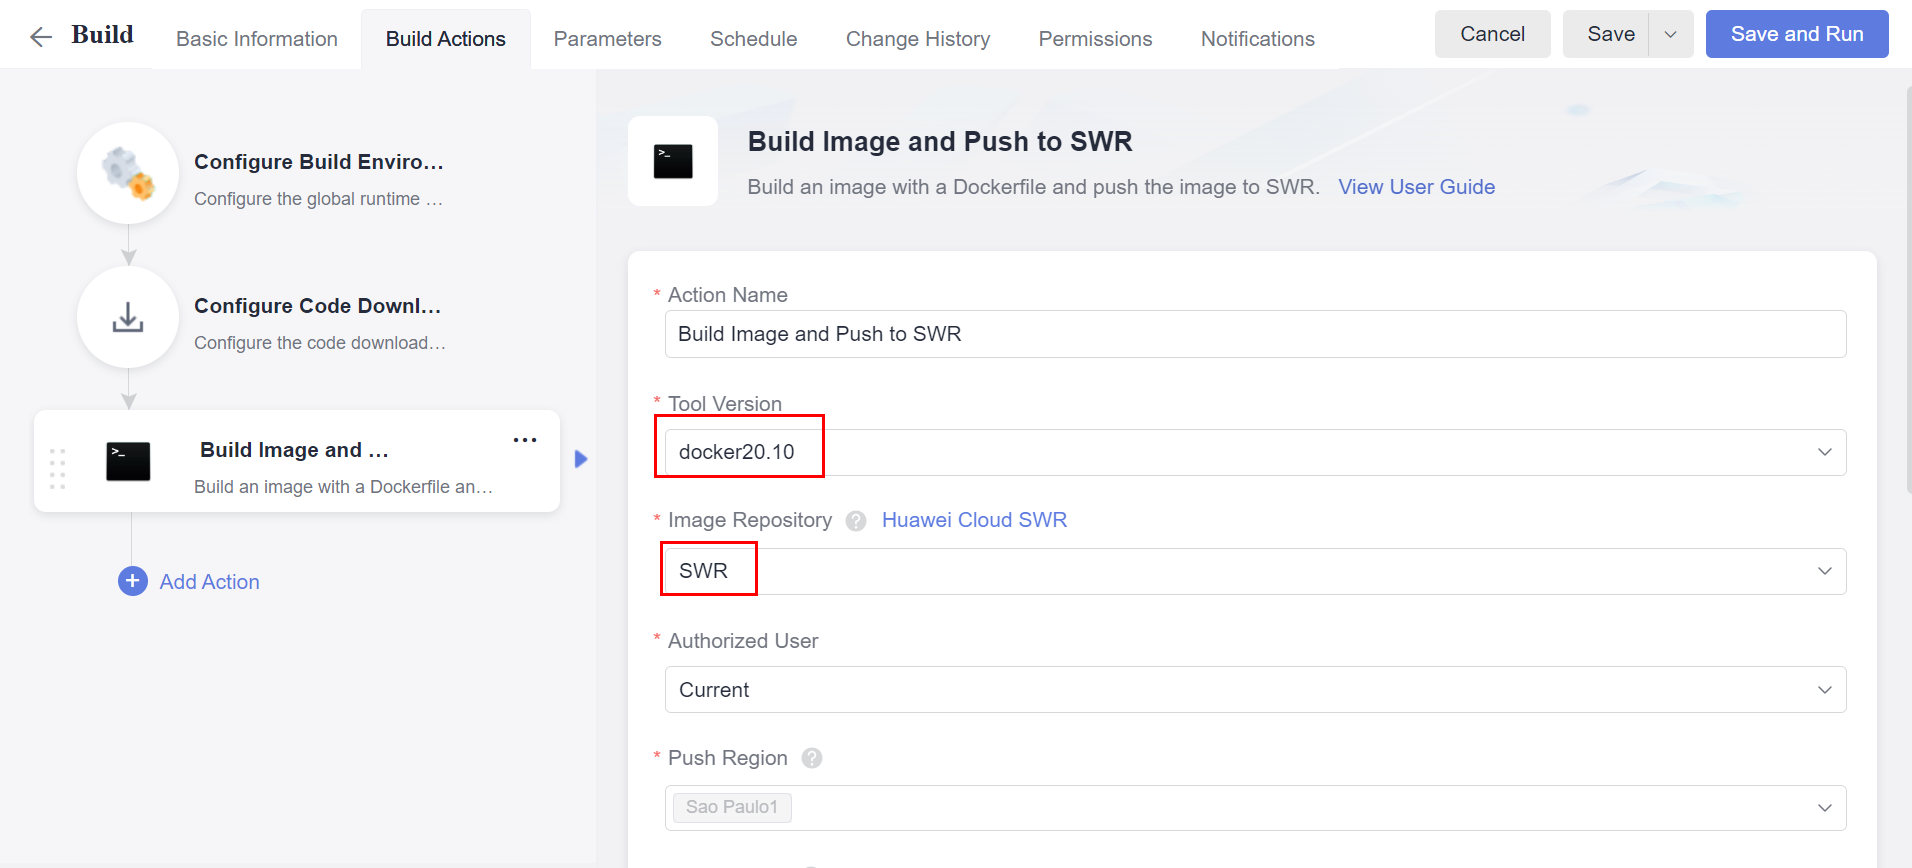 Build
Basic Information
Build Actions
Parameters
Schedule
Change History
Permissions
Notifications
Cancel
Save
Save and Run
Configure Build Enviro…
Configure the global runtime …
Configure Code Downl…
Configure the code download…
>_
Build Image and …
Build an image with a Dockerfile an…
Add Action
>_
Build Image and Push to SWR
Build an image with a Dockerfile and push the image to SWR. View User Guide
* Action Name
Build Image and Push to SWR
* Tool Version
docker20.10
* Image Repository ? Huawei Cloud SWR
SWR
* Authorized User
Current
* Push Region ?
Sao Paulo1